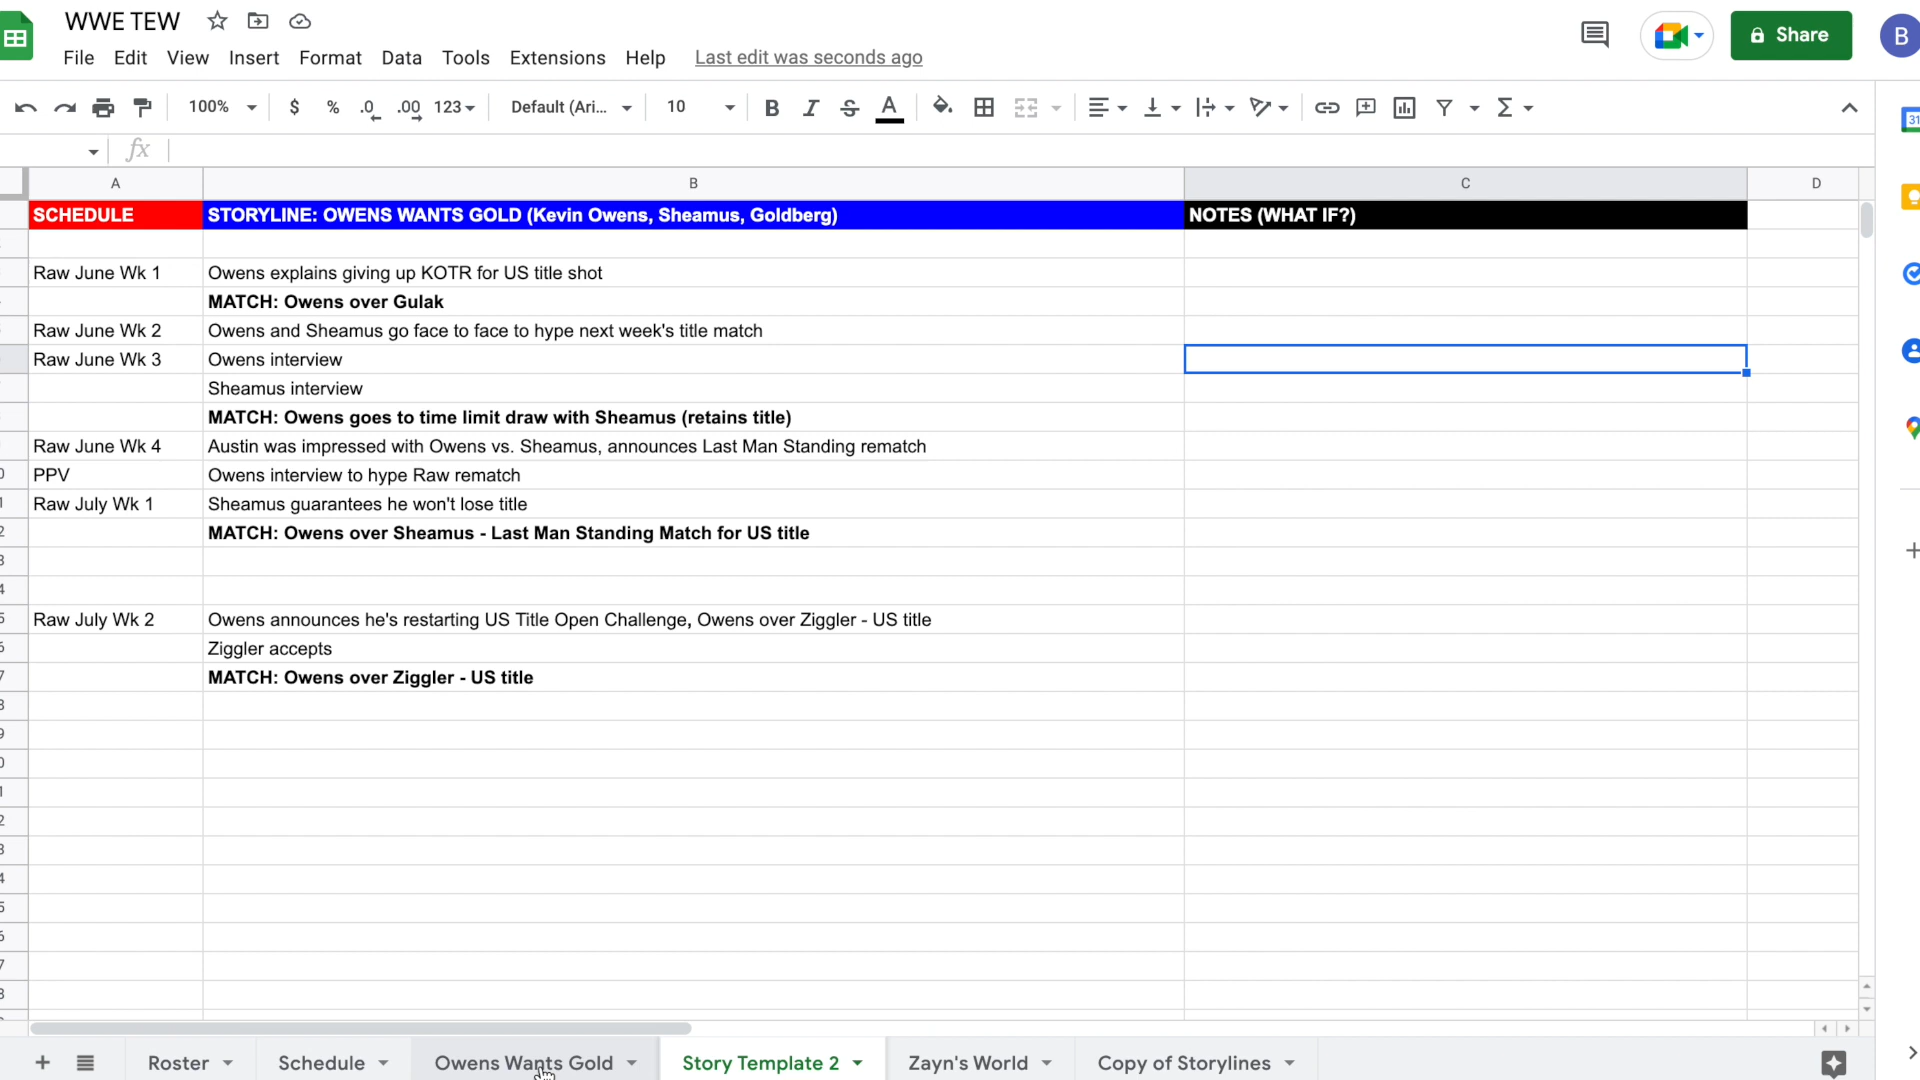 WWE TEW
File Edit View Insert Format Data Tools Extensions Help Last edit was seconds ago
Share
B
100% $ % .0 .00 123 Default (Ari... 10 B I S A
fx
31
A B C D
SCHEDULE STORYLINE: OWENS WANTS GOLD (Kevin Owens, Sheamus, Goldberg) NOTES (WHAT IF?)
Raw June Wk 1 Owens explains giving up KOTR for US title shot
MATCH: Owens over Gulak
Raw June Wk 2 Owens and Sheamus go face to face to hype next week's title match
Raw June Wk 3 Owens interview
Sheamus interview
MATCH: Owens goes to time limit draw with Sheamus (retains title)
Raw June Wk 4 Austin was impressed with Owens vs. Sheamus, announces Last Man Standing rematch
PPV Owens interview to hype Raw rematch
Raw July Wk 1 Sheamus guarantees he won't lose title
MATCH: Owens over Sheamus - Last Man Standing Match for US title
Raw July Wk 2 Owens announces he's restarting US Title Open Challenge, Owens over Ziggler - US title
Ziggler accepts
MATCH: Owens over Ziggler - US title
Roster Schedule Owens Wants Gold Story Template 2 Zayn's World Copy of Storylines